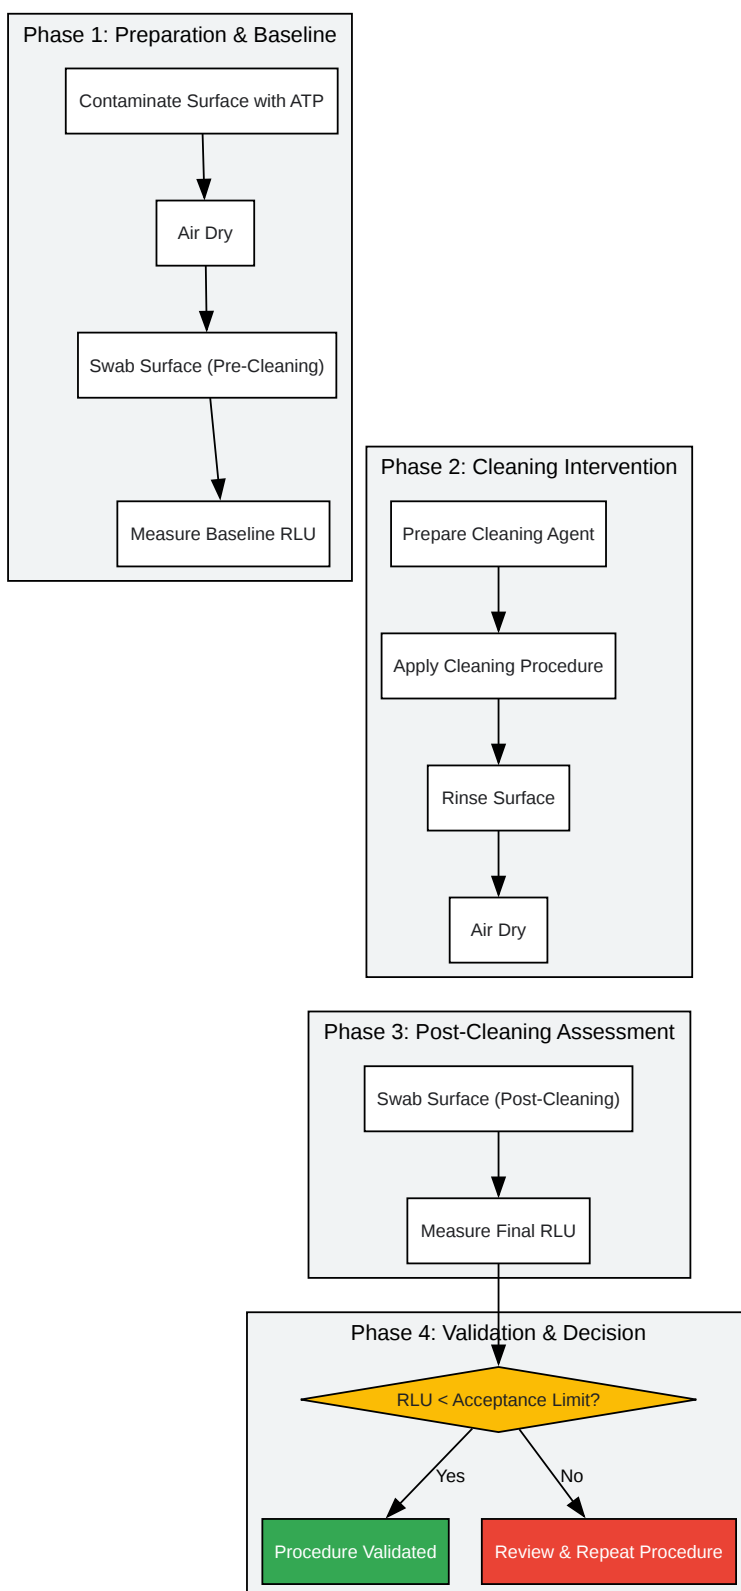 Phase 1: Preparation & Baseline
Contaminate Surface with ATP
Air Dry
Swab Surface (Pre-Cleaning)
Measure Baseline RLU
Phase 2: Cleaning Intervention
Prepare Cleaning Agent
Apply Cleaning Procedure
Rinse Surface
Air Dry
Phase 3: Post-Cleaning Assessment
Swab Surface (Post-Cleaning)
Measure Final RLU
Phase 4: Validation & Decision
RLU < Acceptance Limit?
Yes
No
Procedure Validated
Review & Repeat Procedure